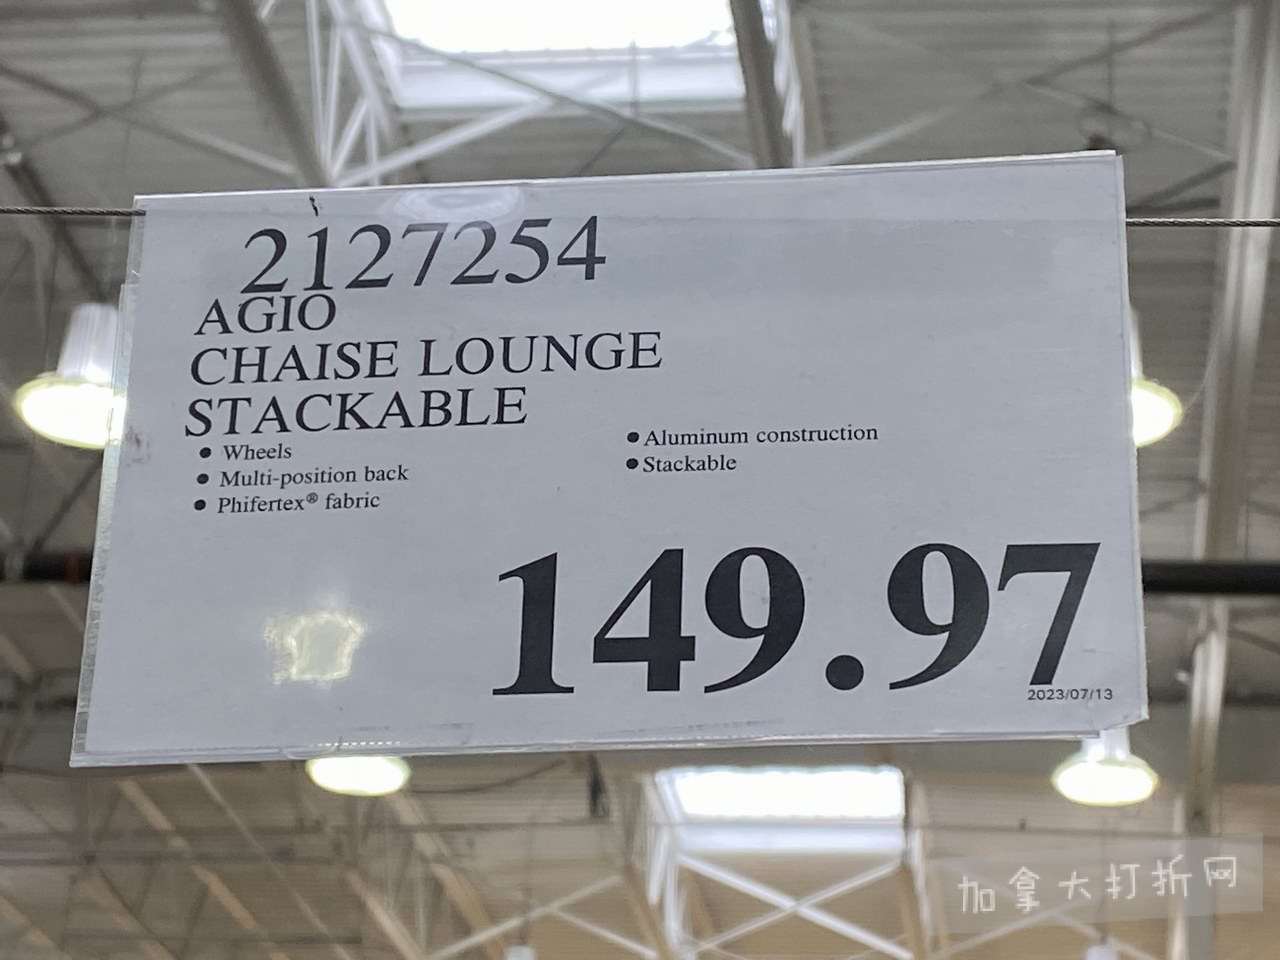 2127254
AGIO
CHAISE LOUNGE
STACKABLE
• Wheels
• Multi-position back
• Phifertex® fabric
• Aluminum construction
• Stackable
149.97
2023/07/13
加拿大打折网